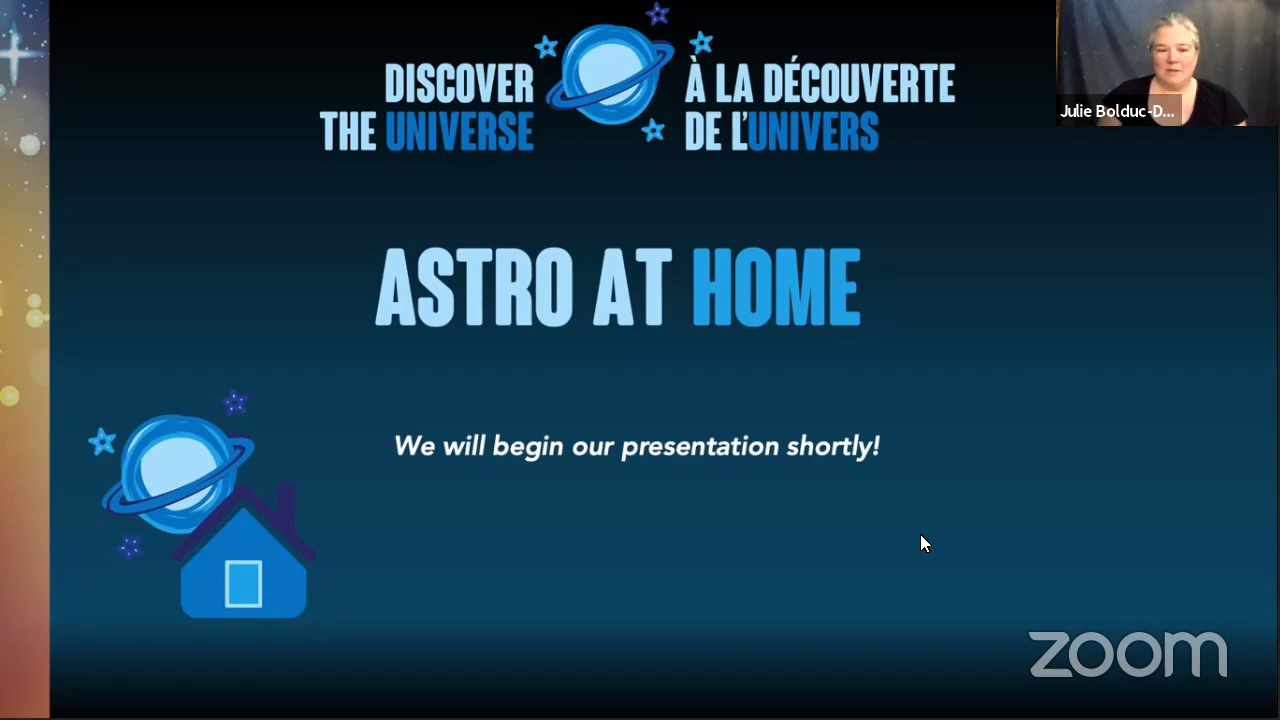 DISCOVER
THE UNIVERSE
À LA DÉCOUVERTE
DE L'UNIVERS
Julie Bolduc-D...
ASTRO AT HOME
We will begin our presentation shortly!
zoom